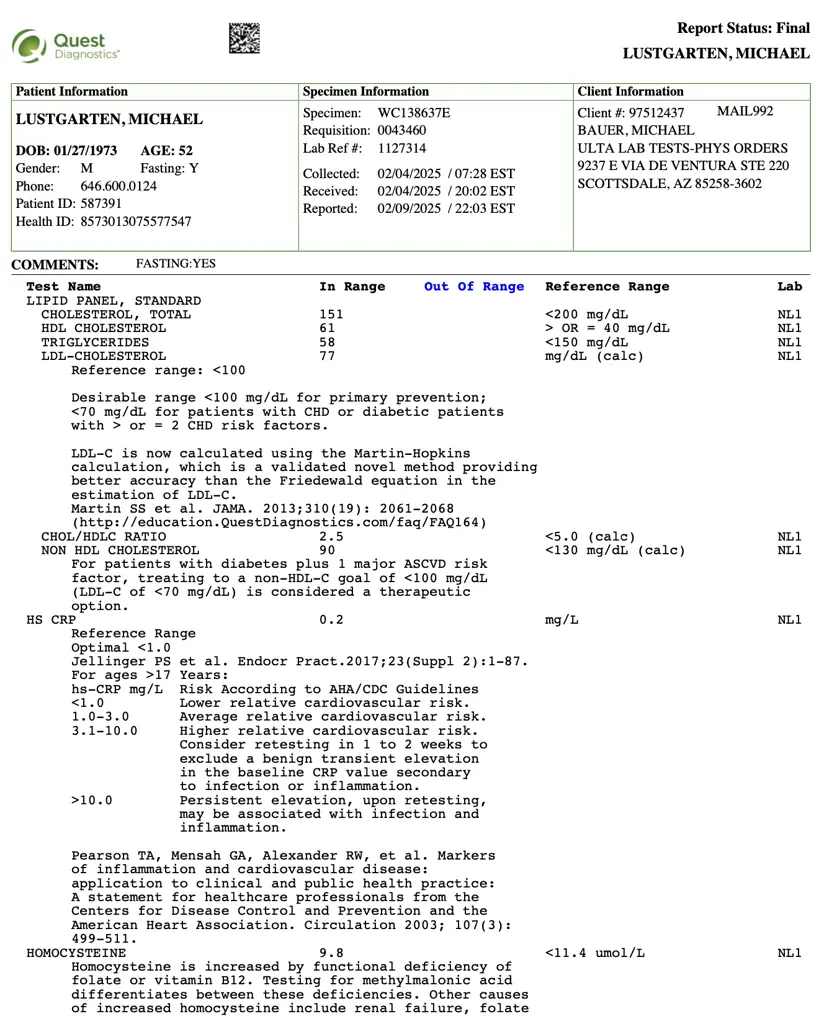 Quest
Diagnostics
Report Status: Final
LUSTGARTEN, MICHAEL
Patient Information
LUSTGARTEN, MICHAEL
DOB: 01/27/1973 AGE: 52
Gender: M Fasting: Y
Phone: 646.600.0124
Patient ID: 587391
Health ID: 8573013075577547
Specimen Information
Specimen: WC138637E
Requisition: 0043460
Lab Ref #: 1127314
Collected: 02/04/2025 / 07:28 EST
Received: 02/04/2025 / 20:02 EST
Reported: 02/09/2025 / 22:03 EST
Client Information
Client #: 97512437 MAIL992
BAUER, MICHAEL
ULTA LAB TESTS-PHYS ORDERS
9237 E VIA DE VENTURA STE 220
SCOTTSDALE, AZ 85258-3602
COMMENTS: FASTING:YES
Test Name In Range Out Of Range Reference Range Lab
LIPID PANEL, STANDARD
CHOLESTEROL, TOTAL 151 <200 mg/dL NL1
HDL CHOLESTEROL 61 > OR = 40 mg/dL NL1
TRIGLYCERIDES 58 <150 mg/dL NL1
LDL-CHOLESTEROL 77 mg/dL (calc) NL1
Reference range: <100
Desirable range <100 mg/dL for primary prevention;
<70 mg/dL for patients with CHD or diabetic patients
with > or = 2 CHD risk factors.
LDL-C is now calculated using the Martin-Hopkins
calculation, which is a validated novel method providing
better accuracy than the Friedewald equation in the
estimation of LDL-C.
Martin SS et al. JAMA. 2013;310(19): 2061-2068
(http://education.QuestDiagnostics.com/faq/FAQ164)
CHOL/HDLC RATIO 2.5 <5.0 (calc) NL1
NON HDL CHOLESTEROL 90 <130 mg/dL (calc) NL1
For patients with diabetes plus 1 major ASCVD risk
factor, treating to a non-HDL-C goal of <100 mg/dL
(LDL-C of <70 mg/dL) is considered a therapeutic
option.
HS CRP 0.2 mg/L NL1
Reference Range
Optimal <1.0
Jellinger PS et al. Endocr Pract.2017;23(Suppl 2):1-87.
For ages >17 Years:
hs-CRP mg/L Risk According to AHA/CDC Guidelines
<1.0 Lower relative cardiovascular risk.
1.0-3.0 Average relative cardiovascular risk.
3.1-10.0 Higher relative cardiovascular risk.
Consider retesting in 1 to 2 weeks to
exclude a benign transient elevation
in the baseline CRP value secondary
to infection or inflammation.
>10.0 Persistent elevation, upon retesting,
may be associated with infection and
inflammation.
Pearson TA, Mensah GA, Alexander RW, et al. Markers
of inflammation and cardiovascular disease:
application to clinical and public health practice:
A statement for healthcare professionals from the
Centers for Disease Control and Prevention and the
American Heart Association. Circulation 2003; 107(3):
499-511.
HOMOCYSTEINE 9.8 <11.4 umol/L NL1
Homocysteine is increased by functional deficiency of
folate or vitamin B12. Testing for methylmalonic acid
differentiates between these deficiencies. Other causes
of increased homocysteine include renal failure, folate